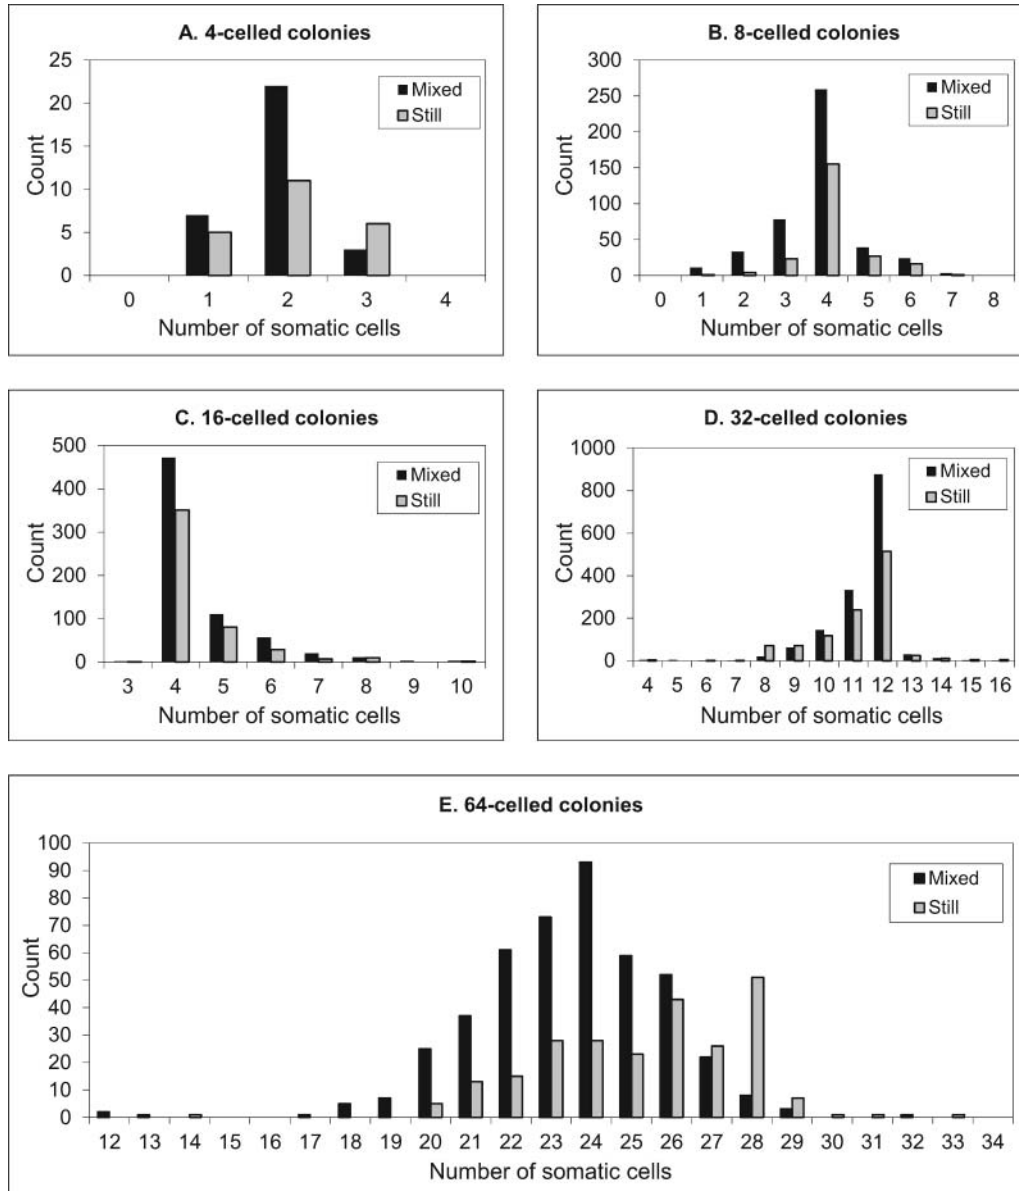 A. 4-celled colonies
25
20
15
10
5
0
Count
Mixed
Still
0 1 2 3 4
Number of somatic cells
B. 8-celled colonies
300
250
200
150
100
50
0
Count
Mixed
Still
0 1 2 3 4 5 6 7 8
Number of somatic cells
C. 16-celled colonies
500
400
300
200
100
0
Count
Mixed
Still
3 4 5 6 7 8 9 10
Number of somatic cells
D. 32-celled colonies
1000
800
600
400
200
0
Count
Mixed
Still
4 5 6 7 8 9 10 11 12 13 14 15 16
Number of somatic cells
E. 64-celled colonies
100
90
80
70
60
50
40
30
20
10
0
Count
Mixed
Still
12 13 14 15 16 17 18 19 20 21 22 23 24 25 26 27 28 29 30 31 32 33 34
Number of somatic cells